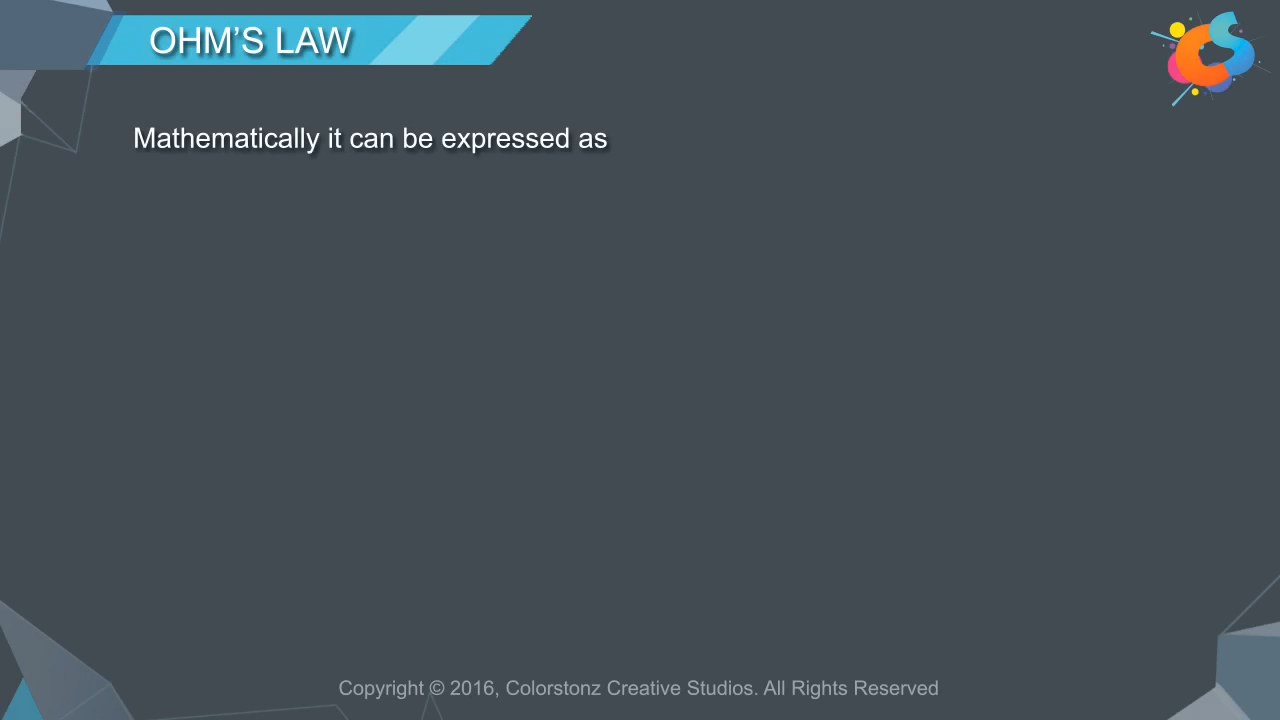 OHM’S LAW
Mathematically it can be expressed as
Copyright © 2016, Colorstonz Creative Studios. All Rights Reserved